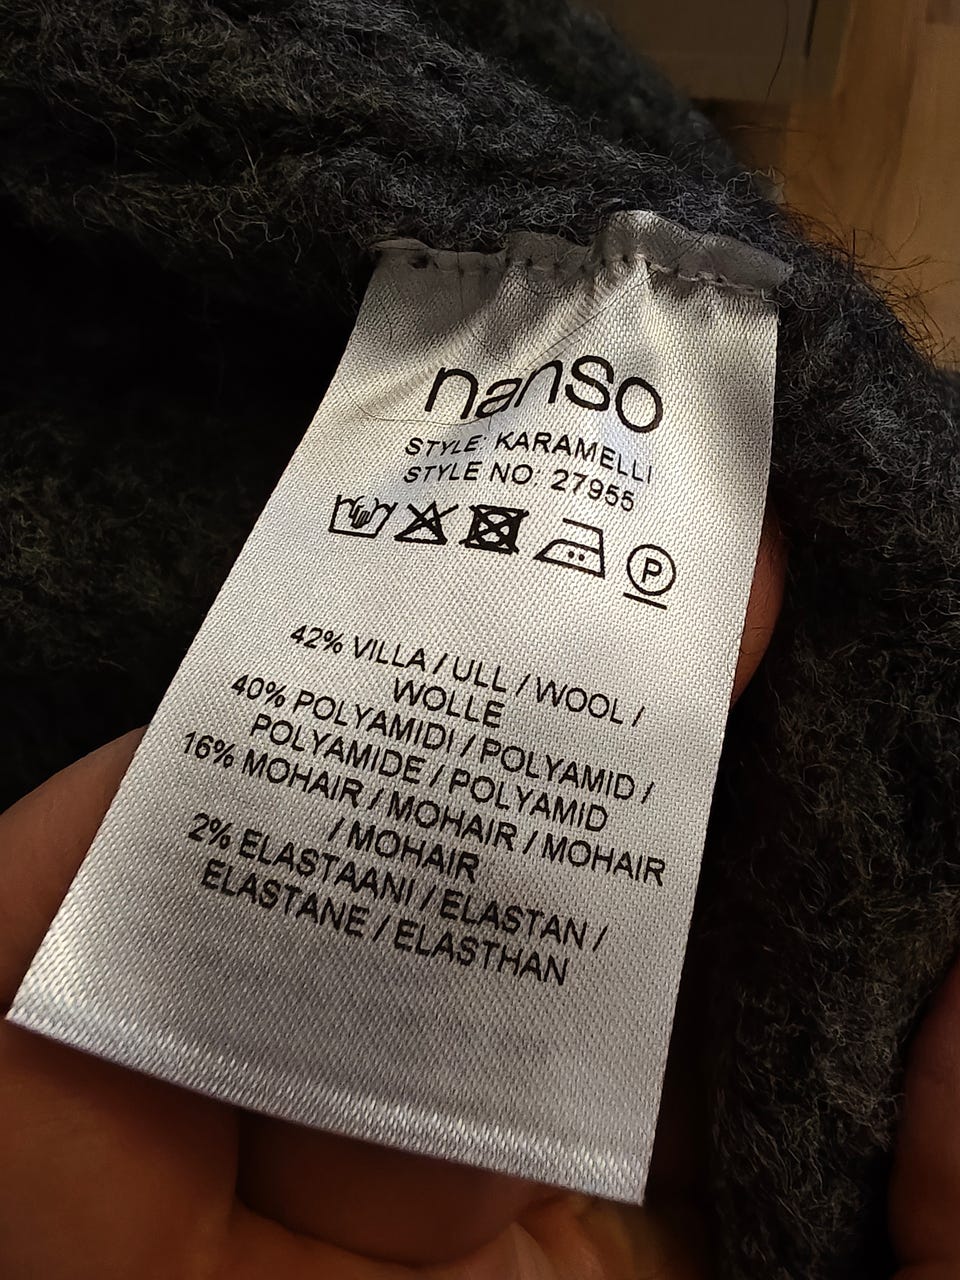 nanso
STYLE: KARAMELLI
STYLE NO: 27955
P
42% VILLA / ULL / WOOL /
WOLLE
40% POLYAMIDI / POLYAMID /
POLYAMIDE / POLYAMID
16% MOHAIR / MOHAIR / MOHAIR
/ MOHAIR
2% ELASTAANI / ELASTAN /
ELASTANE / ELASTHAN